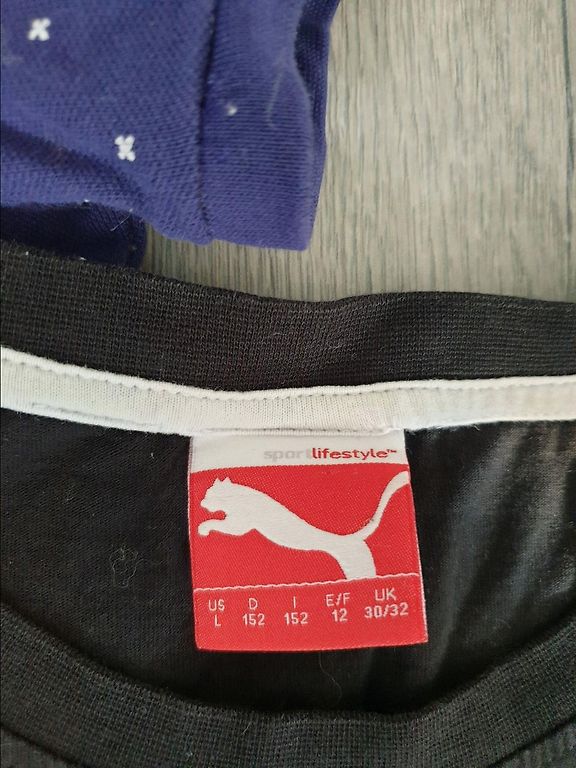 sportlifestyle™
US D I E/F UK
L 152 152 12 30/32